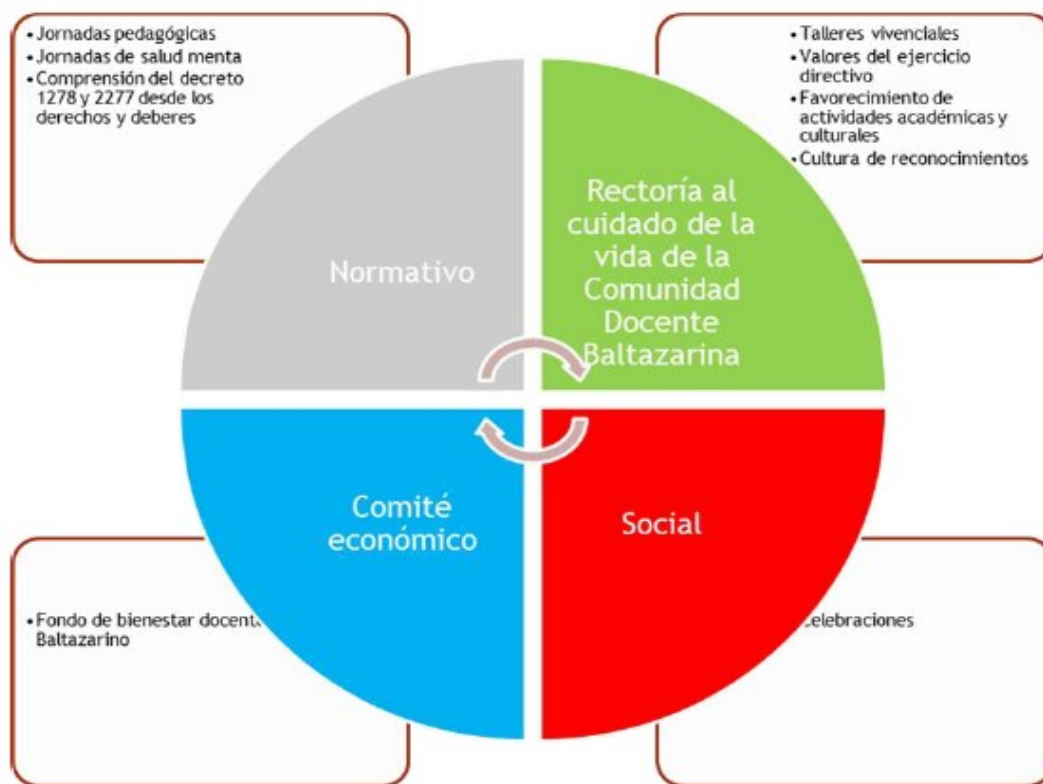 • Jornadas pedagógicas
• Jornadas de salud menta
• Comprensión del decreto
1278 y 2277 desde los
derechos y deberes
• Talleres vivenciales
• Valores del ejercicio
directivo
• Favorecimiento de
actividades académicas y
culturales
• Cultura de reconocimientos
Normativo
Rectoría al
cuidado de la
vida de la
Comunidad
Docente
Baltazarina
Comité
económico
Social
• Fondo de bienestar docente
Baltazarino
Celebraciones